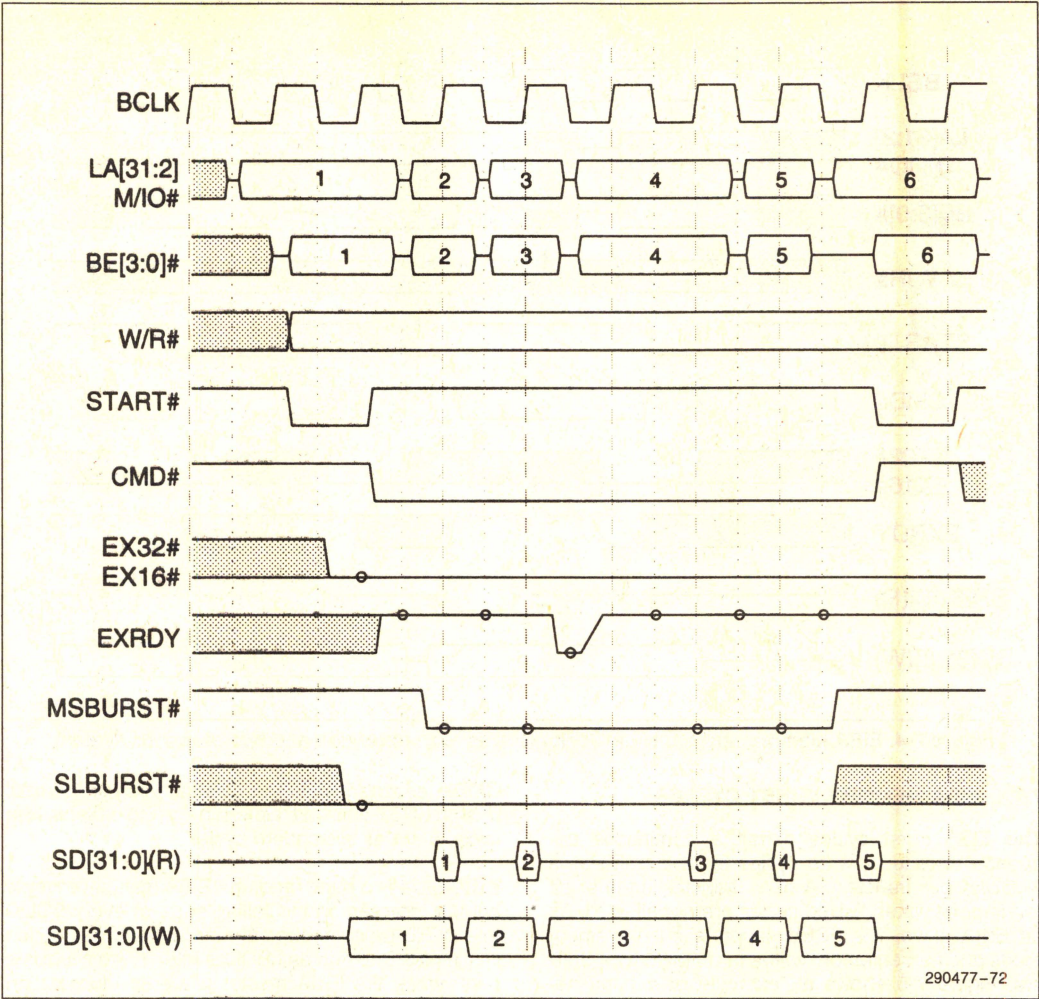 BCLK
LA[31:2]
M/IO#
1 2 3 4 5 6
BE[3:0]#
1 2 3 4 5 6
W/R#
START#
CMD#
EX32#
EX16#
EXRDY
MSBURST#
SLBURST#
SD[31:0](R)
1 2 3 4 5
SD[31:0](W)
1 2 3 4 5
290477-72